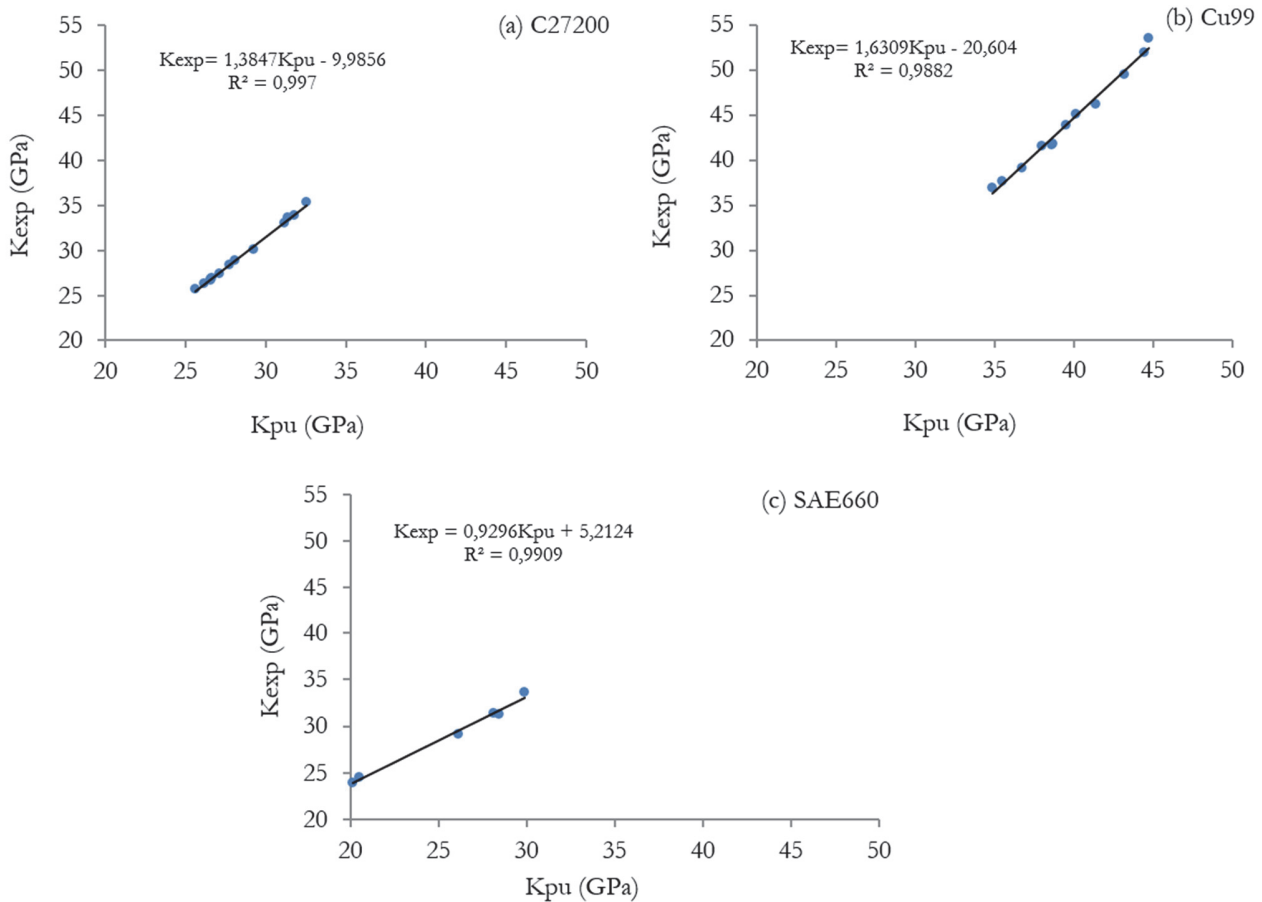 (a) C27200
Kexp= 1,3847Kpu - 9,9856
R² = 0,997
55
50
45
40
35
30
25
20
20 25 30 35 40 45 50
Kexp (GPa)
Kpu (GPa)
(b) Cu99
Kexp= 1,6309Kpu - 20,604
R² = 0,9882
55
50
45
40
35
30
25
20
20 25 30 35 40 45 50
Kexp (GPa)
Kpu (GPa)
(c) SAE660
Kexp = 0,9296Kpu + 5,2124
R² = 0,9909
55
50
45
40
35
30
25
20
20 25 30 35 40 45 50
Kexp (GPa)
Kpu (GPa)